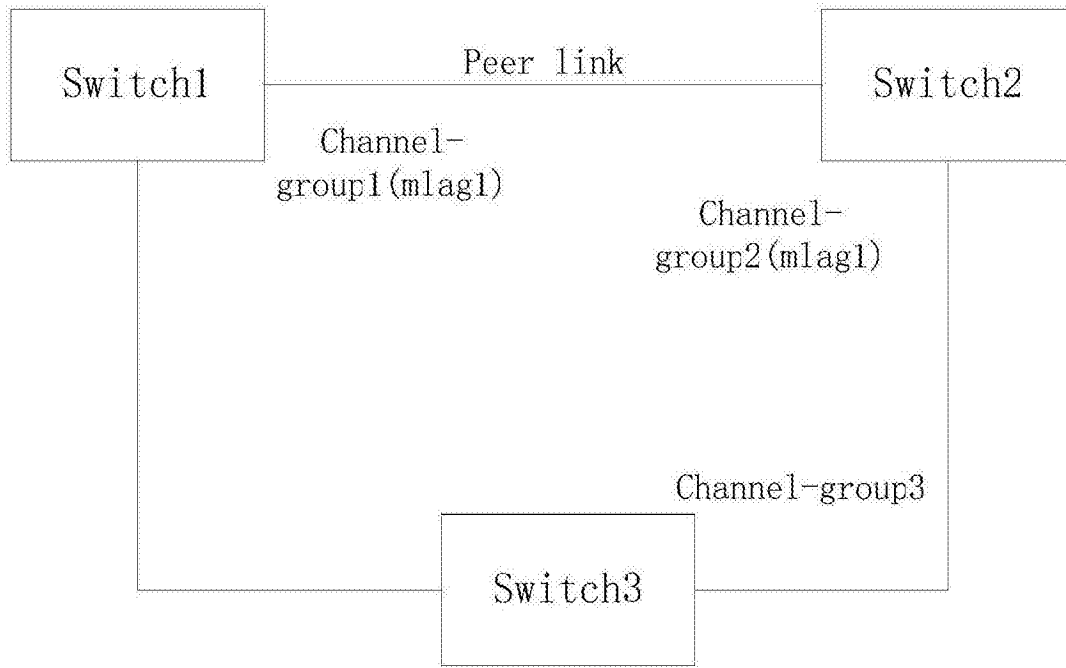 Switch1
Peer link
Switch2
Channel-
group1(mlag1)
Channel-
group2(mlag1)
Channel-group3
Switch3